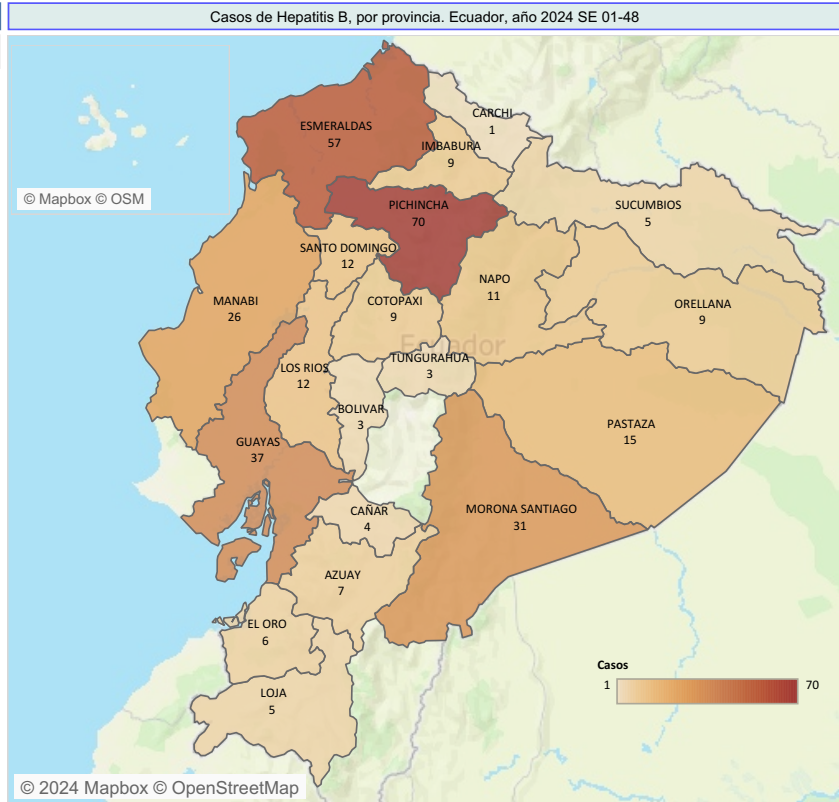 Casos de Hepatitis B, por provincia. Ecuador, año 2024 SE 01-48
CARCHI
1
ESMERALDAS
57
IMBABURA
9
© Mapbox © OSM
PICHINCHA
70
SUCUMBIOS
5
SANTO DOMINGO
12
NAPO
11
MANABI
26
COTOPAXI
9
ORELLANA
9
Ecuador
TUNGURAHUA
3
LOS RIOS
12
BOLIVAR
3
PASTAZA
15
GUAYAS
37
CAÑAR
4
MORONA SANTIAGO
31
AZUAY
7
EL ORO
6
LOJA
5
Casos
1 70
© 2024 Mapbox © OpenStreetMap